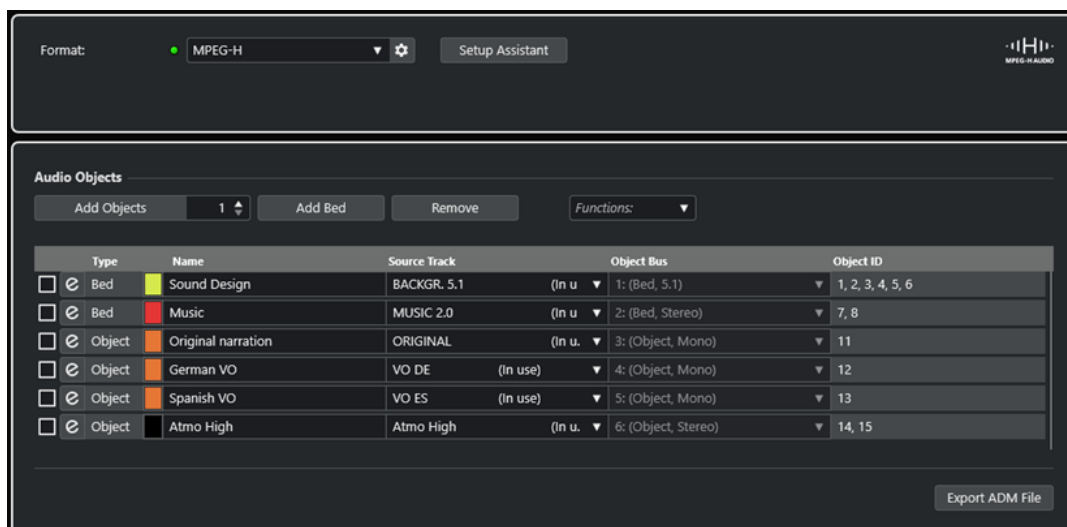 Format: MPEG-H Setup Assistant
MPEG-H AUDIO
Audio Objects
Add Objects 1 Add Bed Remove Functions:
Type Name Source Track Object Bus Object ID
Bed Sound Design BACKGR. 5.1 (In u 1: (Bed, 5.1) 1, 2, 3, 4, 5, 6
Bed Music MUSIC 2.0 (In u 2: (Bed, Stereo) 7, 8
Object Original narration ORIGINAL (In u. 3: (Object, Mono) 11
Object German VO VO DE (In use) 4: (Object, Mono) 12
Object Spanish VO VO ES (In use) 5: (Object, Mono) 13
Object Atmo High Atmo High (In u. 6: (Object, Stereo) 14, 15
Export ADM File